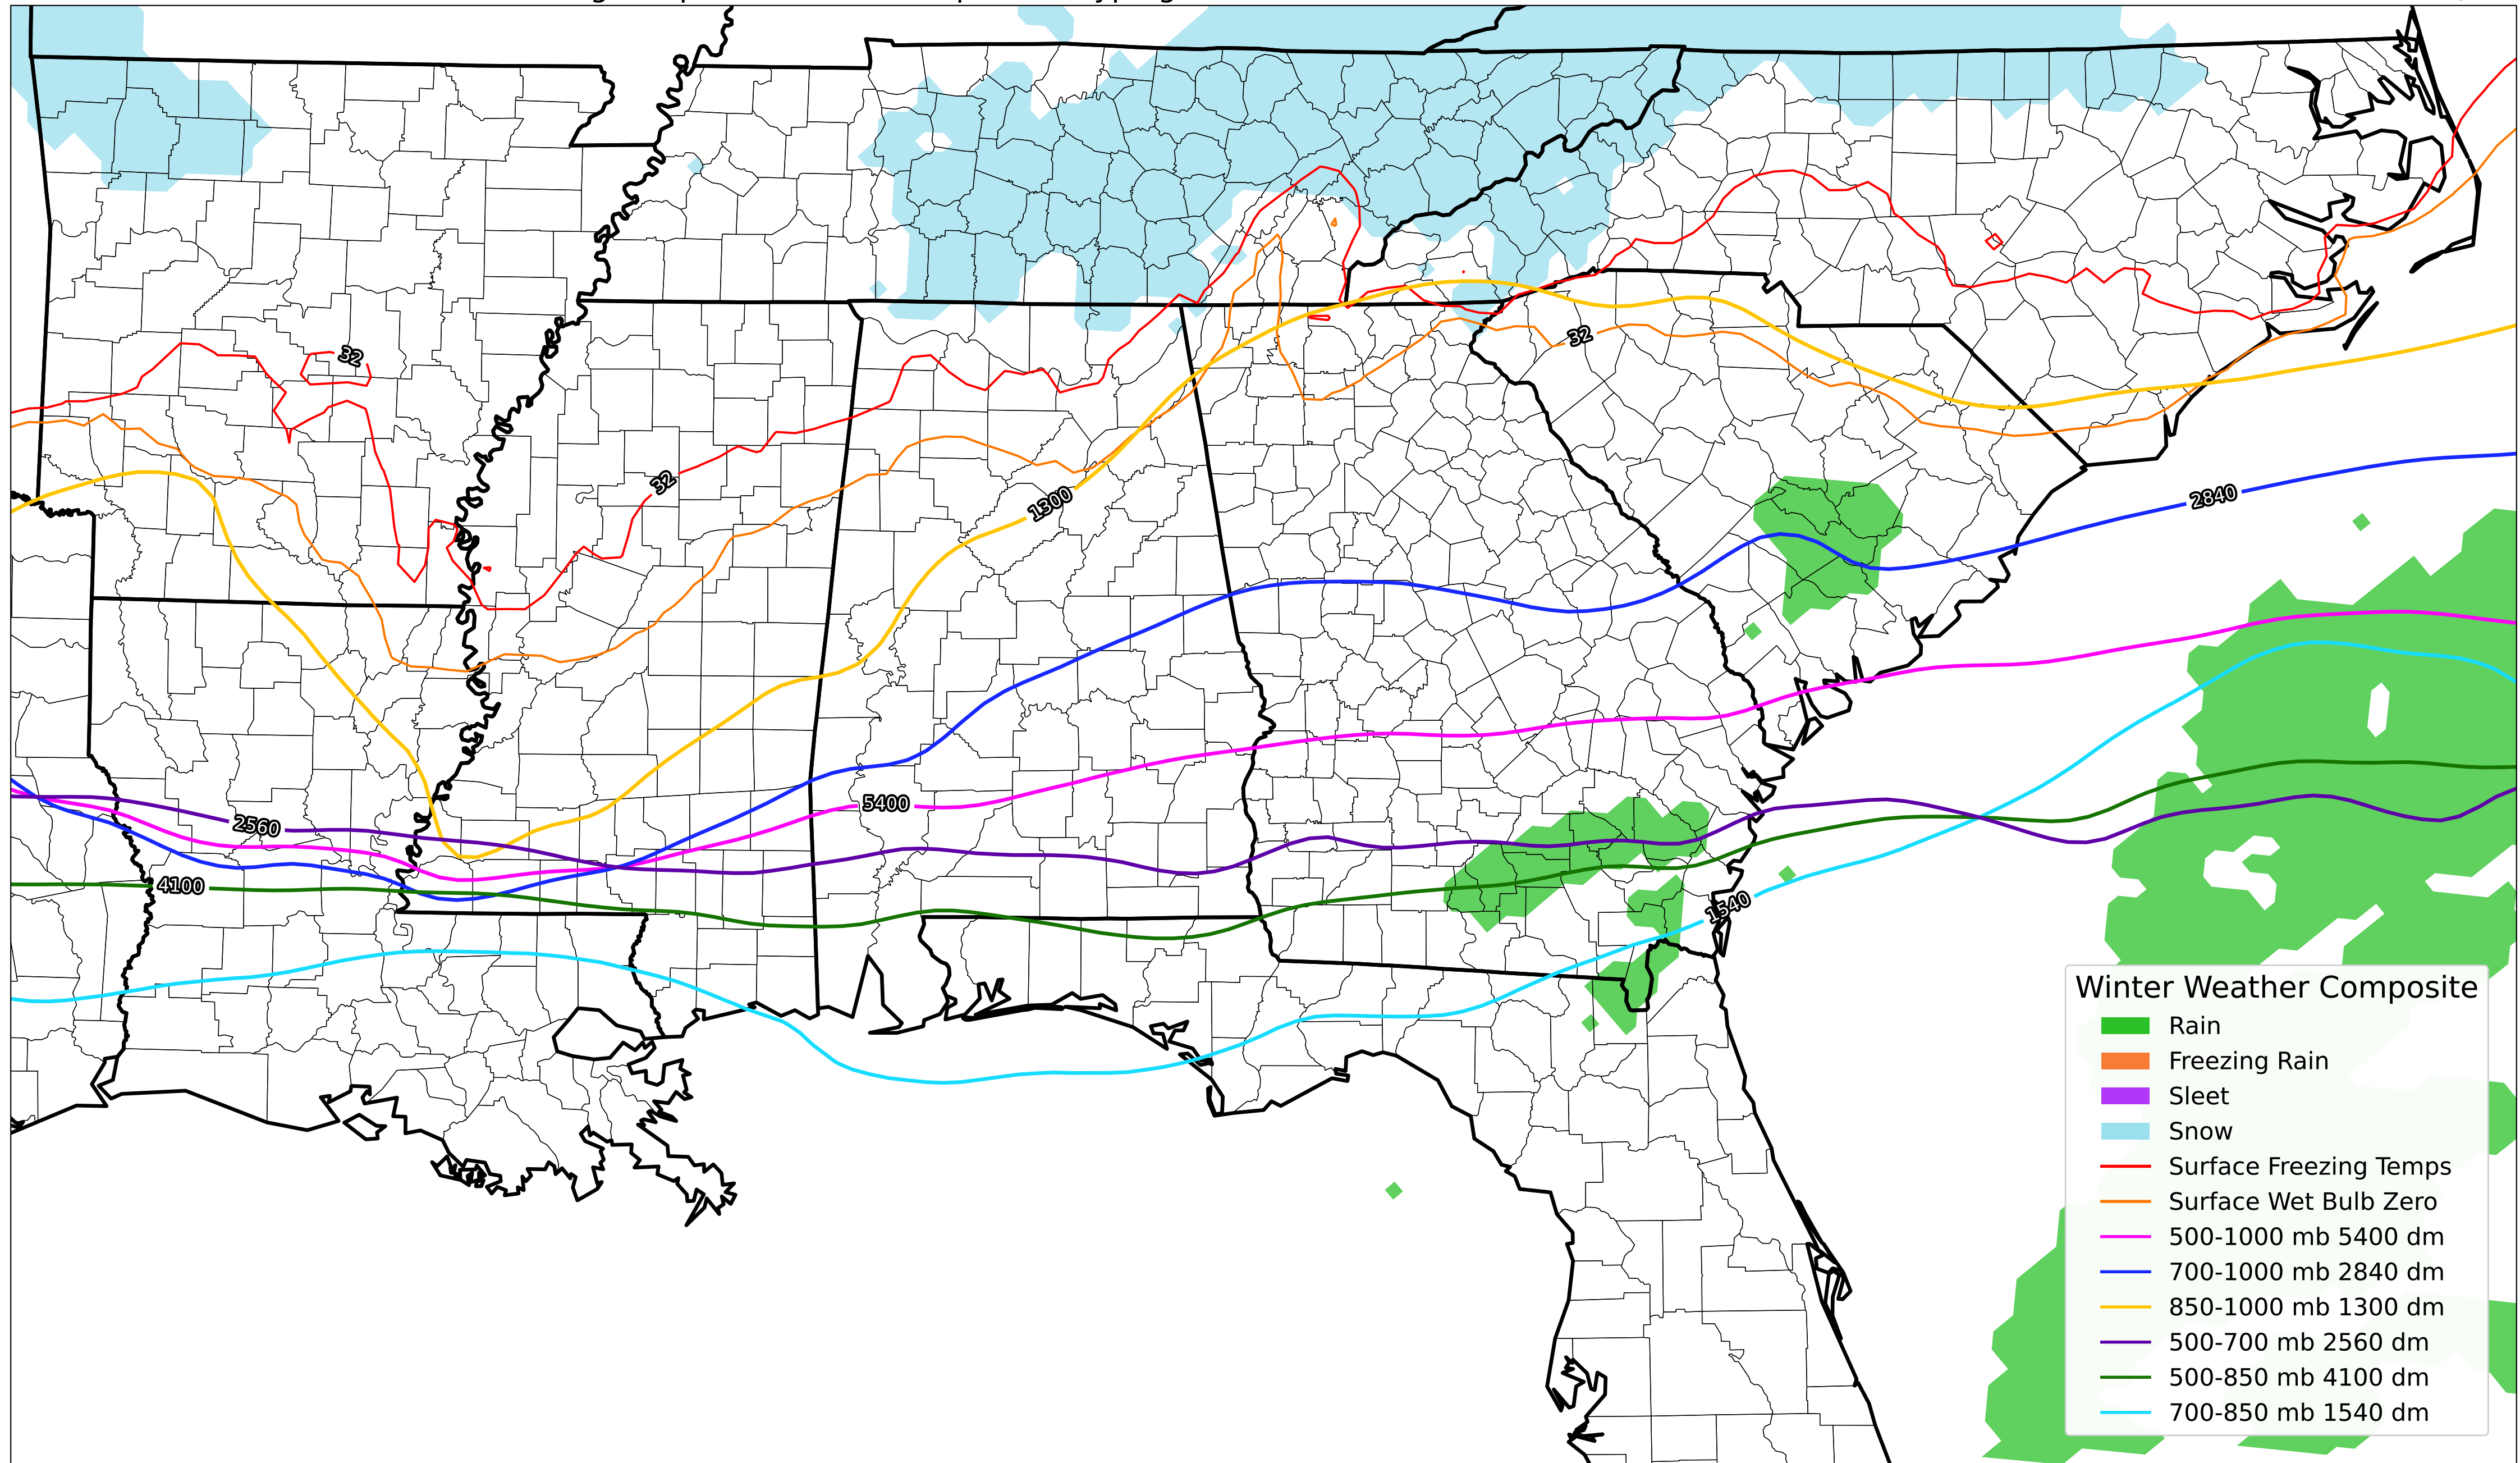 32
32
32
1300
2840
5400
2560
4100
1540
Winter Weather Composite
Rain
Freezing Rain
Sleet
Snow
Surface Freezing Temps
Surface Wet Bulb Zero
500-1000 mb 5400 dm
700-1000 mb 2840 dm
850-1000 mb 1300 dm
500-700 mb 2560 dm
500-850 mb 4100 dm
700-850 mb 1540 dm